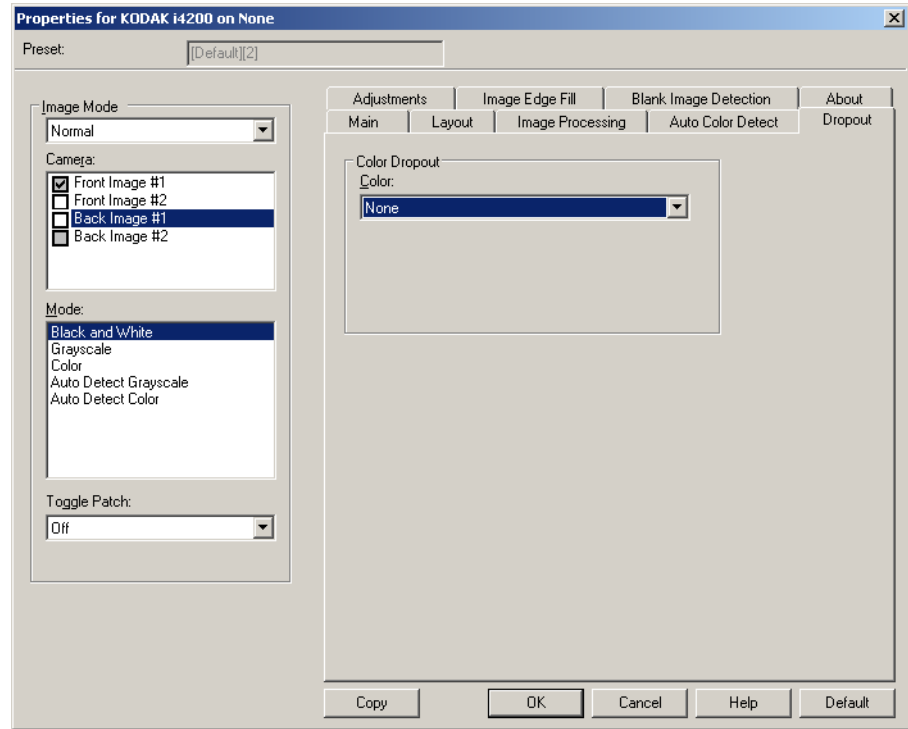 Properties for KODAK i4200 on None
Preset:
[Default][2]
Image Mode
Normal
Camera:
Front Image #1
Front Image #2
Back Image #1
Back Image #2
Mode:
Black and White
Grayscale
Color
Auto Detect Grayscale
Auto Detect Color
Toggle Patch:
Off
Adjustments Image Edge Fill Blank Image Detection About
Main Layout Image Processing Auto Color Detect Dropout
Color Dropout
Color:
None
Copy OK Cancel Help Default